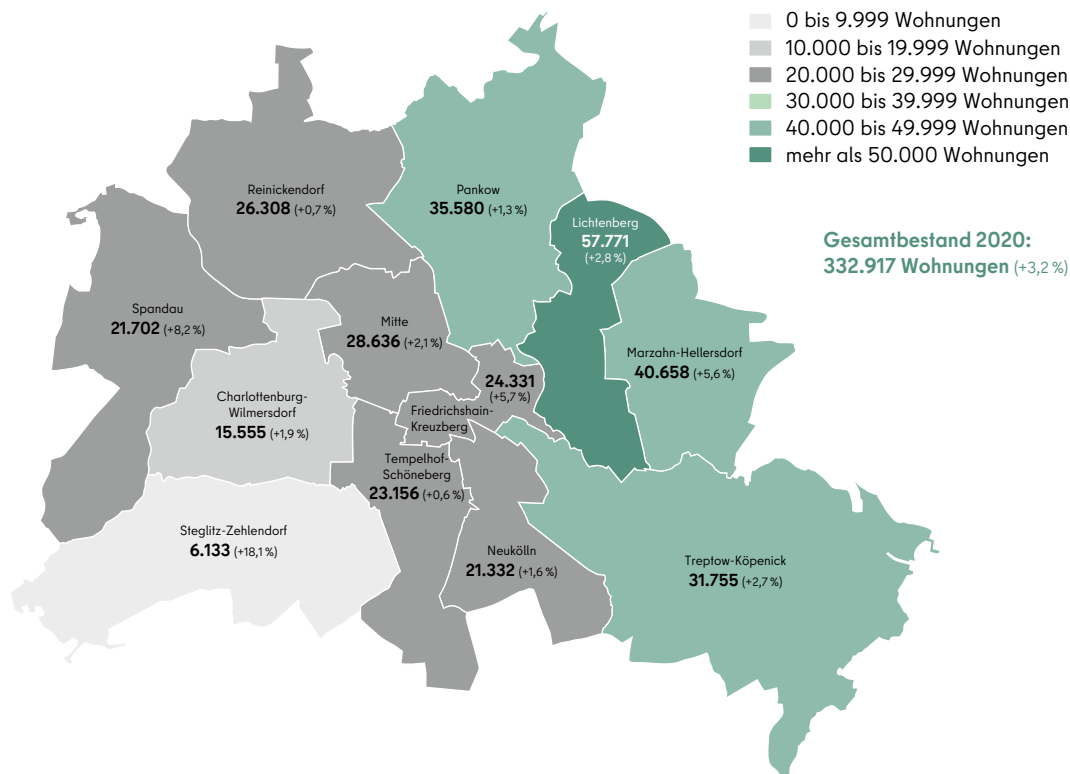 0 bis 9.999 Wohnungen
10.000 bis 19.999 Wohnungen
20.000 bis 29.999 Wohnungen
30.000 bis 39.999 Wohnungen
40.000 bis 49.999 Wohnungen
mehr als 50.000 Wohnungen
Gesamtbestand 2020:
332.917 Wohnungen (+3,2 %)
Reinickendorf
26.308 (+0,7 %)
Pankow
35.580 (+1,3 %)
Lichtenberg
57.771
(+2,8 %)
Spandau
21.702 (+8,2 %)
Mitte
28.636 (+2,1 %)
Marzahn-Hellersdorf
40.658 (+5,6 %)
24.331
(+5,7 %)
Friedrichshain-
Kreuzberg
Charlottenburg-
Wilmersdorf
15.555 (+1,9 %)
Tempelhof-
Schöneberg
23.156 (+0,6 %)
Steglitz-Zehlendorf
6.133 (+18,1 %)
Neukölln
21.332 (+1,6 %)
Treptow-Köpenick
31.755 (+2,7 %)